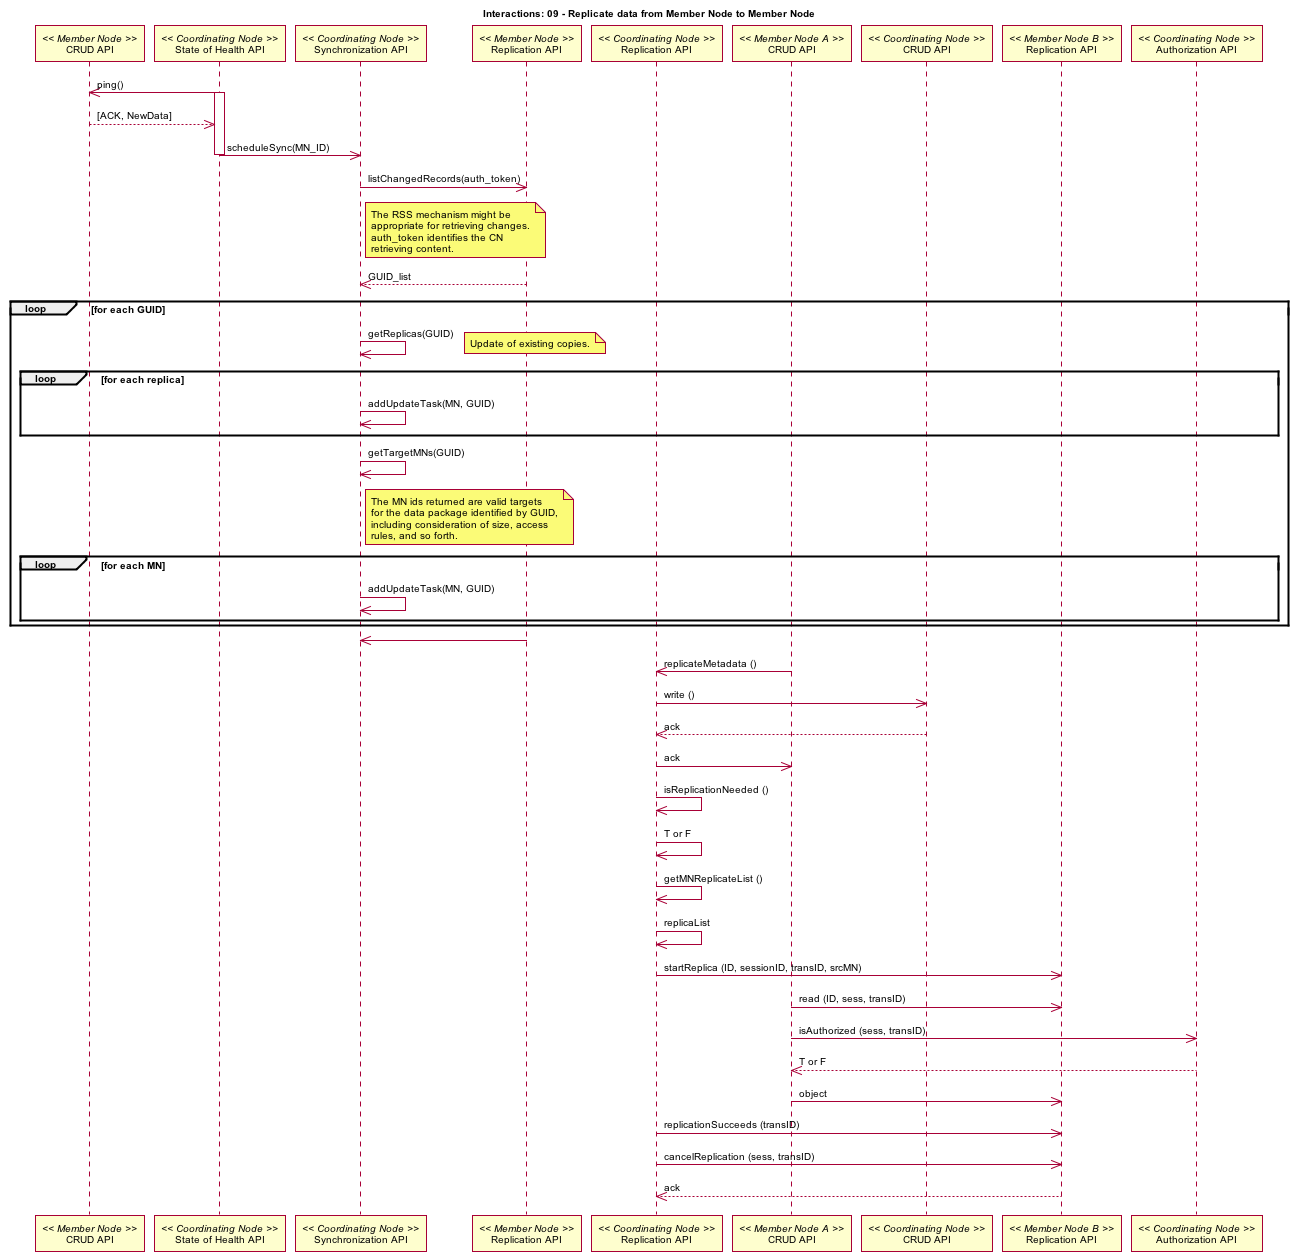 Interactions: 09 - Replicate data from Member Node to Member Node
<< Member Node >>
CRUD API
<< Coordinating Node >>
State of Health API
<< Coordinating Node >>
Synchronization API
<< Member Node >>
Replication API
<< Coordinating Node >>
Replication API
<< Member Node A >>
CRUD API
<< Coordinating Node >>
CRUD API
<< Member Node B >>
Replication API
<< Coordinating Node >>
Authorization API
ping()
[ACK, NewData]
scheduleSync(MN_ID)
listChangedRecords(auth_token)
The RSS mechanism might be
appropriate for retrieving changes.
auth_token identifies the CN
retrieving content.
GUID_list
loop [for each GUID]
getReplicas(GUID)
Update of existing copies.
loop [for each replica]
addUpdateTask(MN, GUID)
getTargetMNs(GUID)
The MN ids returned are valid targets
for the data package identified by GUID,
including consideration of size, access
rules, and so forth.
loop [for each MN]
addUpdateTask(MN, GUID)
replicateMetadata ()
write ()
ack
ack
isReplicationNeeded ()
T or F
getMNReplicateList ()
replicaList
startReplica (ID, sessionID, transID, srcMN)
read (ID, sess, transID)
isAuthorized (sess, transID)
T or F
object
replicationSucceeds (transID)
cancelReplication (sess, transID)
ack
<< Member Node >>
CRUD API
<< Coordinating Node >>
State of Health API
<< Coordinating Node >>
Synchronization API
<< Member Node >>
Replication API
<< Coordinating Node >>
Replication API
<< Member Node A >>
CRUD API
<< Coordinating Node >>
CRUD API
<< Member Node B >>
Replication API
<< Coordinating Node >>
Authorization API